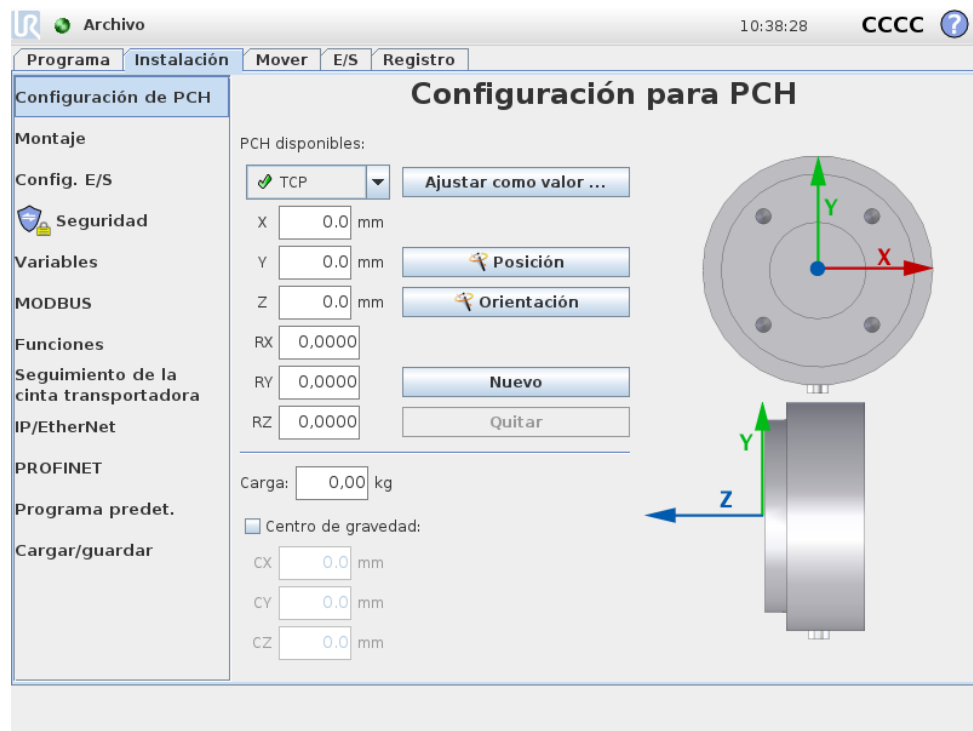 UR Archivo 10:38:28 CCCC ?
Programa Instalación Mover E/S Registro
Configuración de PCH
Montaje
Config. E/S
Seguridad
Variables
MODBUS
Funciones
Seguimiento de la
cinta transportadora
IP/EtherNet
PROFINET
Programa predet.
Cargar/guardar
Configuración para PCH
PCH disponibles:
TCP Ajustar como valor ...
X 0.0 mm
Y 0.0 mm Posición
Z 0.0 mm Orientación
RX 0,0000
RY 0,0000 Nuevo
RZ 0,0000 Quitar
Carga: 0,00 kg
Centro de gravedad:
CX 0.0 mm
CY 0.0 mm
CZ 0.0 mm
Y
X
Y
Z